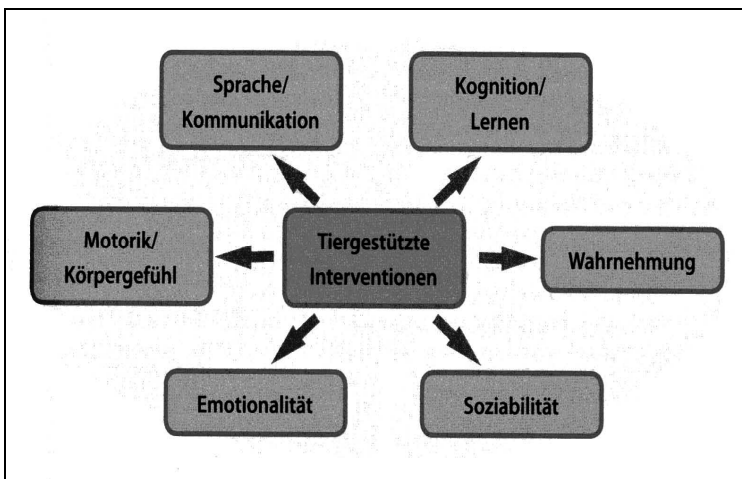 Sprache/
Kommunikation
Kognition/
Lernen
Motorik/
Körpergefühl
Tiergestützte
Interventionen
Wahrnehmung
Emotionalität
Soziabilität